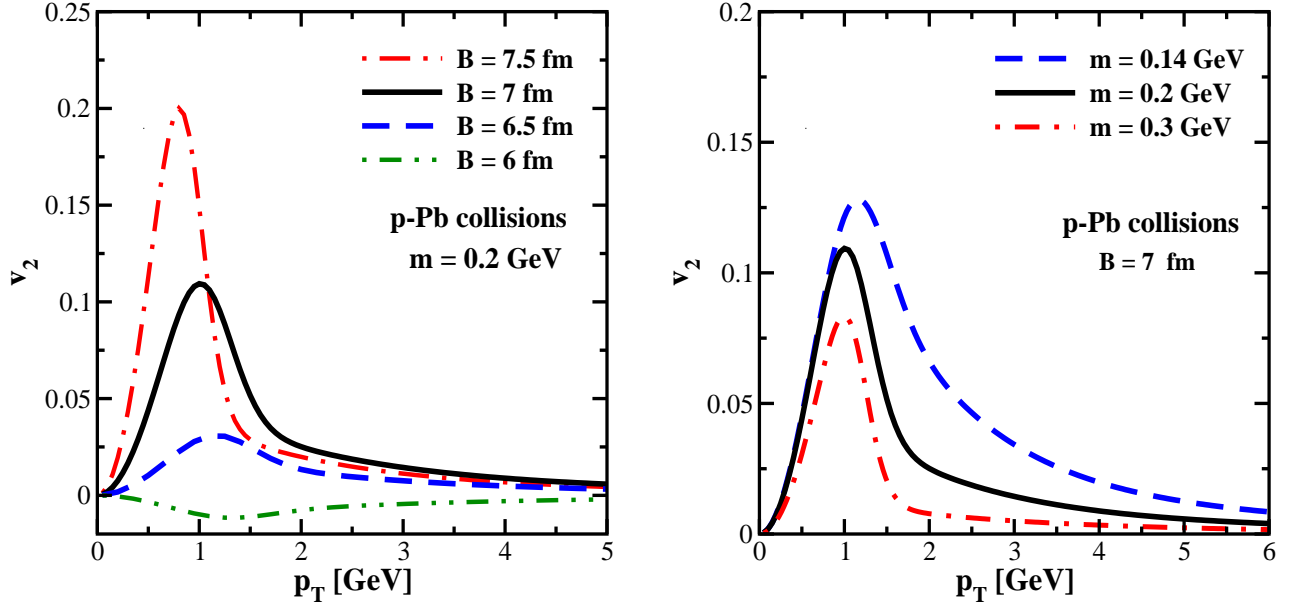 0.25
0.2
0.15
0.1
0.05
0
v2
B = 7.5 fm
B = 7 fm
B = 6.5 fm
B = 6 fm
p-Pb collisions
m = 0.2 GeV
0 1 2 3 4 5
pT [GeV]
0.2
0.15
0.1
0.05
0
v2
m = 0.14 GeV
m = 0.2 GeV
m = 0.3 GeV
p-Pb collisions
B = 7 fm
0 1 2 3 4 5 6
pT [GeV]